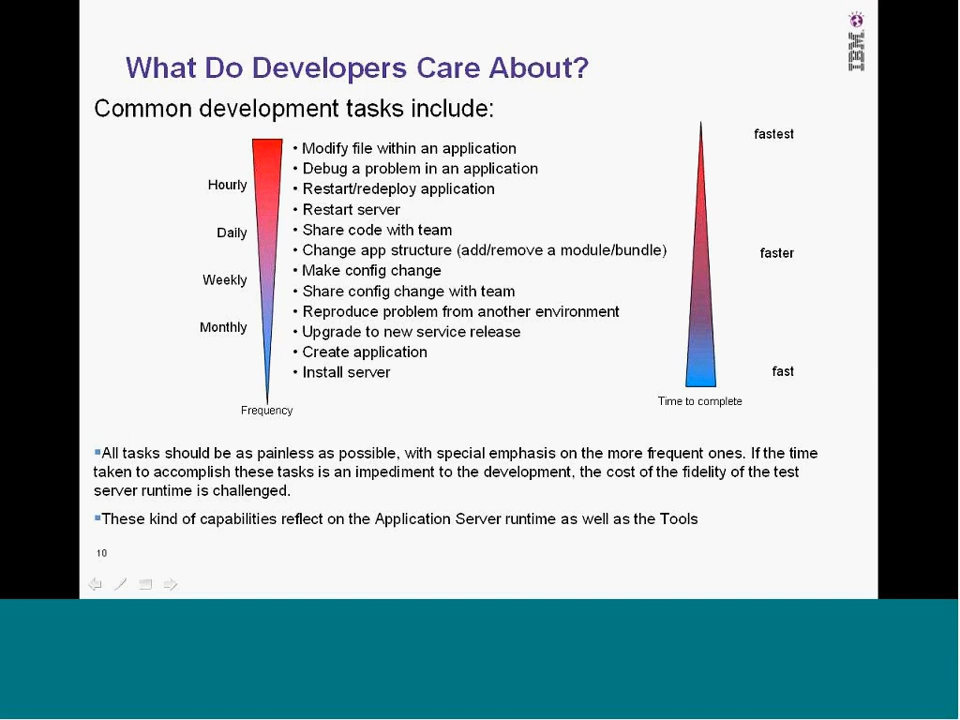 IBM
What Do Developers Care About?
Common development tasks include:
• Modify file within an application
• Debug a problem in an application
• Restart/redeploy application
• Restart server
• Share code with team
• Change app structure (add/remove a module/bundle)
• Make config change
• Share config change with team
• Reproduce problem from another environment
• Upgrade to new service release
• Create application
• Install server
Hourly
Daily
Weekly
Monthly
Frequency
fastest
faster
fast
Time to complete
▪All tasks should be as painless as possible, with special emphasis on the more frequent ones. If the time
taken to accomplish these tasks is an impediment to the development, the cost of the fidelity of the test
server runtime is challenged.
▪These kind of capabilities reflect on the Application Server runtime as well as the Tools
10